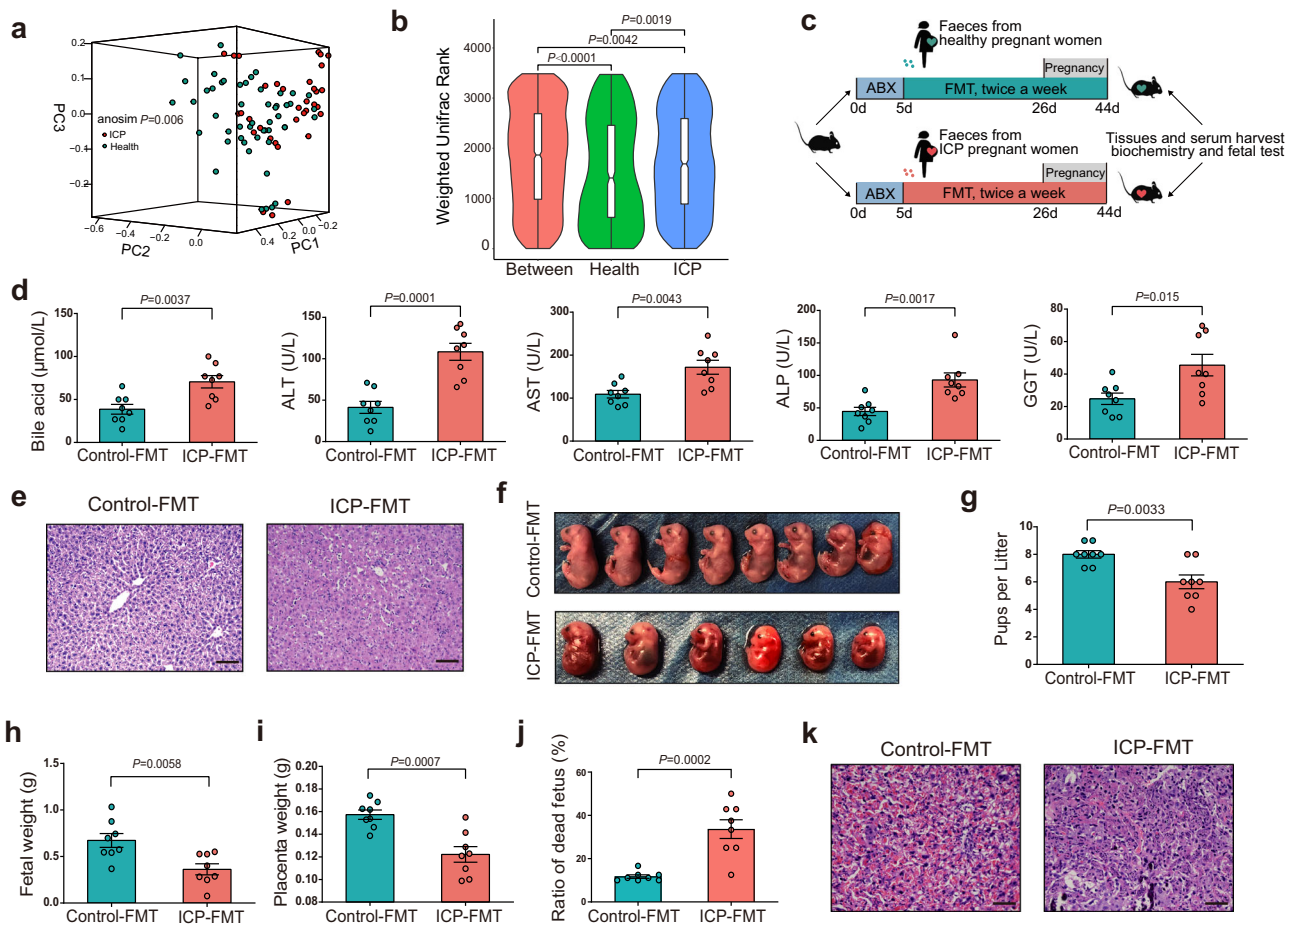 a
0.2
0
−0.1
−0.2
PC3
anosim P=0.006
ICP
Health
−0.6
−0.4
−0.2
0.0
PC2
0.4
0.2
0.0
−0.2
PC1
b
P=0.0019
P=0.0042
P<0.0001
Weighted Unifrac Rank
4000
3000
2000
1000
0
Between
Health
ICP
c
Faeces from
healthy pregnant women
Pregnancy
ABX
FMT, twice a week
0d
5d
26d
44d
Faeces from
ICP pregnant women
Pregnancy
ABX
FMT, twice a week
0d
5d
26d
44d
Tissues and serum harvest
biochemistry and fetal test
d
P=0.0037
Bile acid (μmol/L)
150
100
50
0
Control-FMT
ICP-FMT
P=0.0001
ALT (U/L)
150
100
50
0
Control-FMT
ICP-FMT
P=0.0043
AST (U/L)
300
200
100
0
Control-FMT
ICP-FMT
P=0.0017
ALP (U/L)
200
150
100
50
0
Control-FMT
ICP-FMT
P=0.015
GGT (U/L)
80
60
40
20
0
Control-FMT
ICP-FMT
e
Control-FMT
ICP-FMT
f
Control-FMT
ICP-FMT
g
P=0.0033
Pups per Litter
10
8
6
4
2
0
Control-FMT
ICP-FMT
h
P=0.0058
Fetal weight (g)
1.5
1.0
0.5
0.0
Control-FMT
ICP-FMT
i
P=0.0007
Placenta weight (g)
0.20
0.18
0.16
0.14
0.12
0.10
0.08
Control-FMT
ICP-FMT
j
P=0.0002
Ratio of dead fetus (%)
60
40
20
0
Control-FMT
ICP-FMT
k
Control-FMT
ICP-FMT